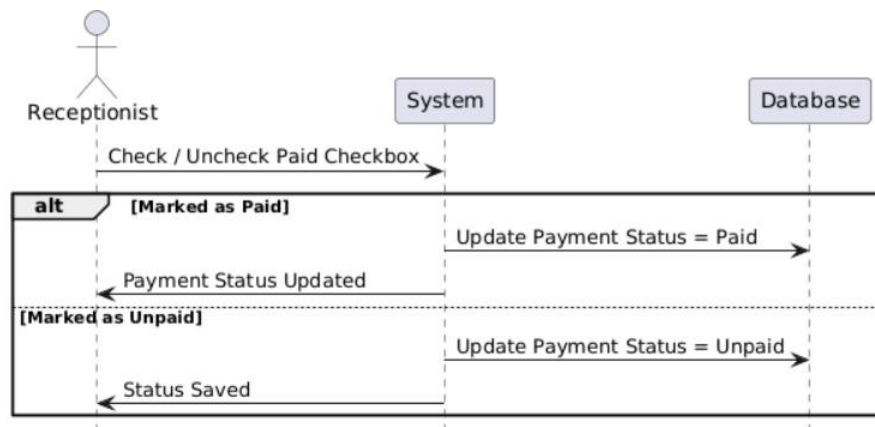 Receptionist
System
Database
Check / Uncheck Paid Checkbox
alt [Marked as Paid]
Update Payment Status = Paid
Payment Status Updated
[Marked as Unpaid]
Update Payment Status = Unpaid
Status Saved